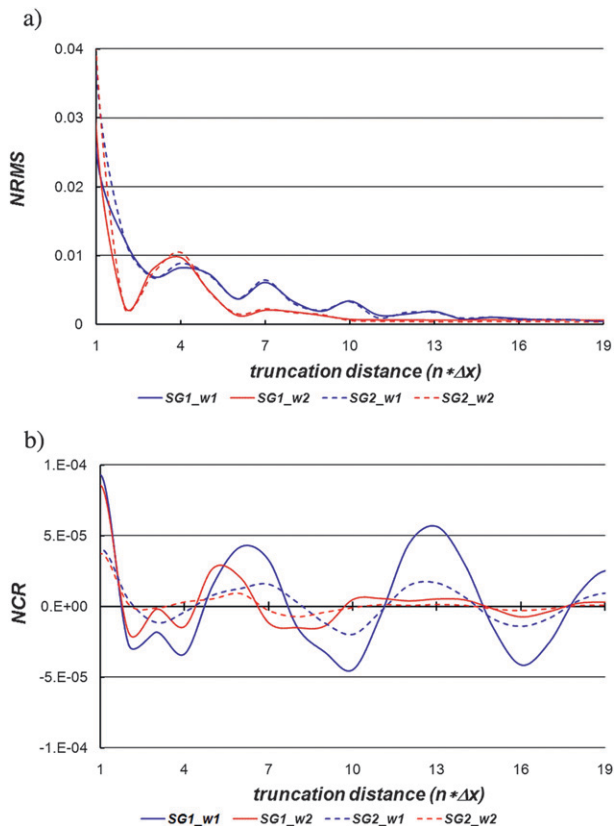 a)
0.04
0.03
0.02
0.01
0
NRMS
1 4 7 10 13 16 19
truncation distance (n*Δx)
SG1_w1 SG1_w2 SG2_w1 SG2_w2
b)
1.E-04
5.E-05
0.E+00
-5.E-05
-1.E-04
NCR
1 4 7 10 13 16 19
truncation distance (n*Δx)
SG1_w1 SG1_w2 SG2_w1 SG2_w2